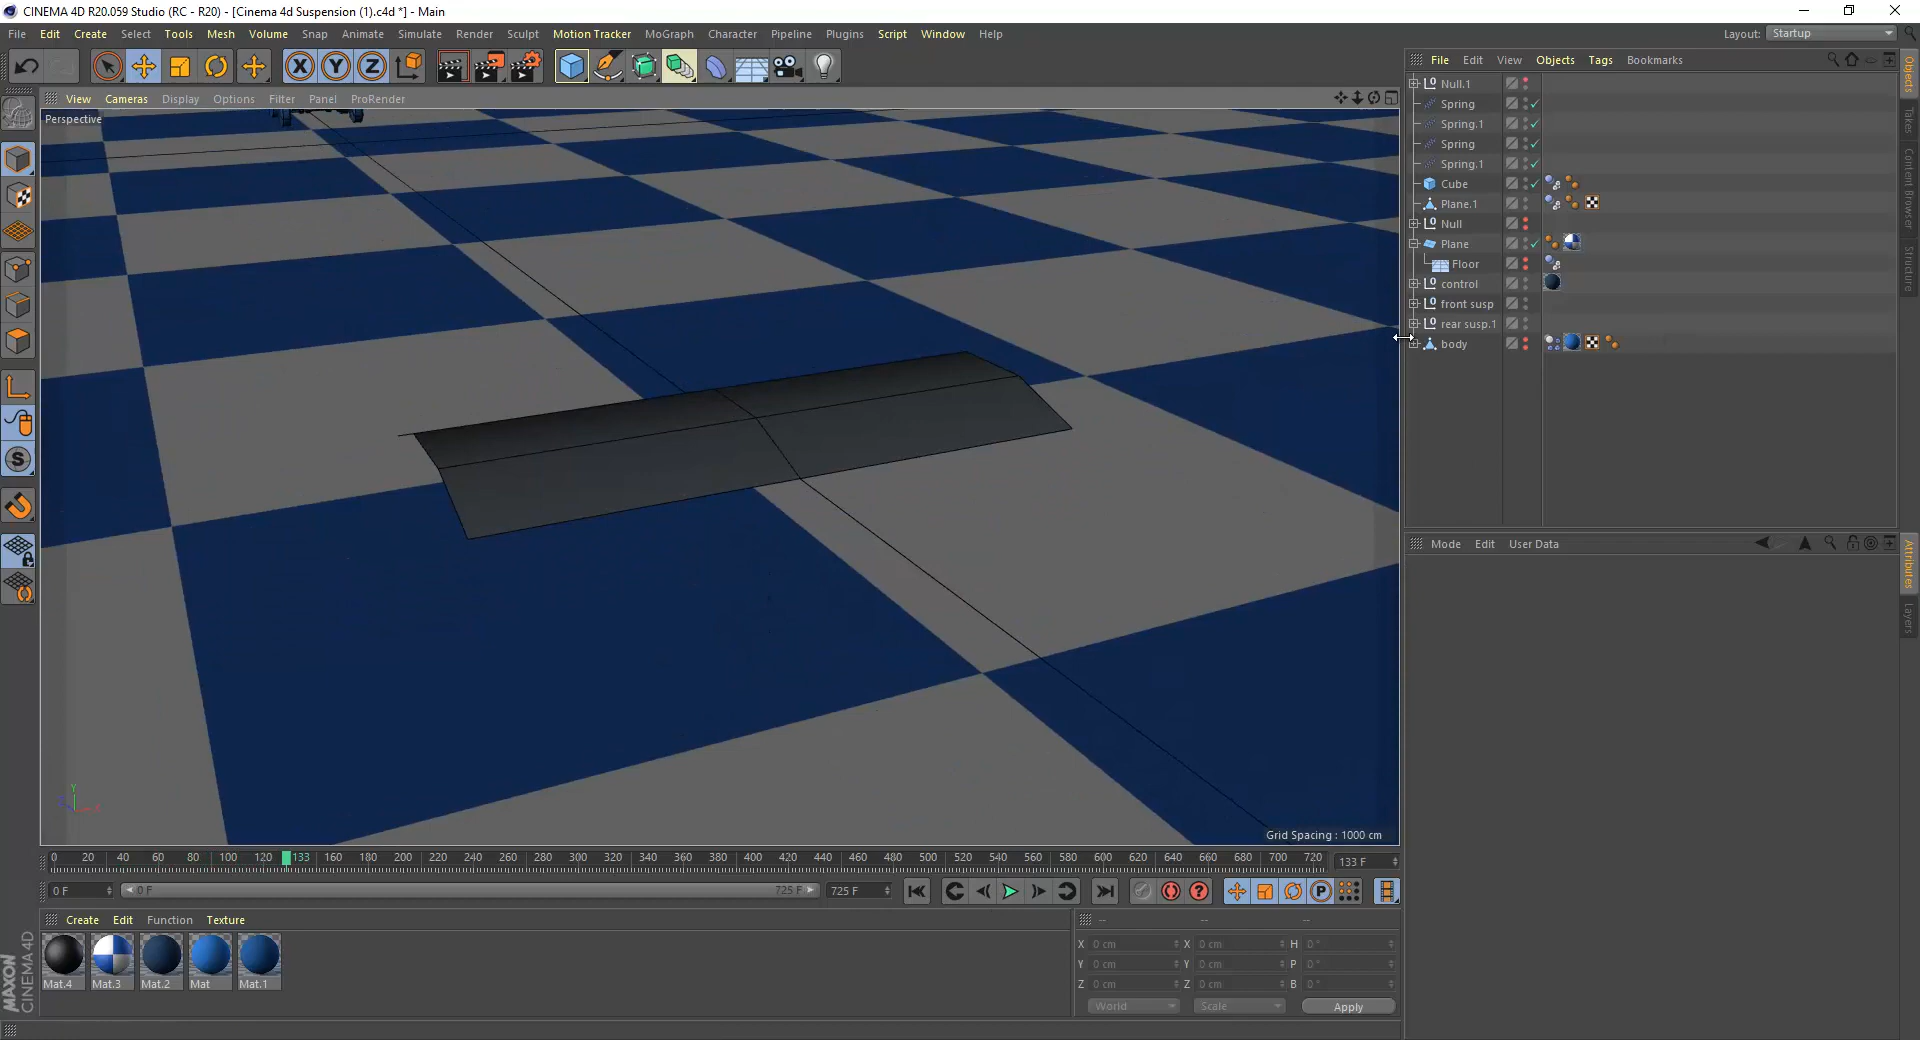 CINEMA 4D R20.059 Studio (RC - R20) - [Cinema 4d Suspension (1).c4d *] - Main
File Edit Create Select Tools Mesh Volume Snap Animate Simulate Render Sculpt Motion Tracker MoGraph Character Pipeline Plugins Script Window Help Layout: Startup
X Y Z
File Edit View Objects Tags Bookmarks
View Cameras Display Options Filter Panel ProRender
Perspective
Null.1
Spring
Spring.1
Spring
Spring.1
Cube
Plane.1
Null
Plane
Floor
control
front susp
rear susp.1
body
Objects
Takes
Content Browser
Structure
Mode Edit User Data
Attributes
Layers
Y
X
Grid Spacing : 1000 cm
0 20 40 60 80 100 120 133 160 180 200 220 240 260 280 300 320 340 360 380 400 420 440 460 480 500 520 540 560 580 600 620 640 660 680 700 720 133 F
0 F 0 F 725 F 725 F
Create Edit Function Texture
-- -- --
Mat.4 Mat.3 Mat.2 Mat Mat.1
X 0 cm X 0 cm H 0 °
Y 0 cm Y 0 cm P 0 °
Z 0 cm Z 0 cm B 0 °
World Scale Apply
MAXON
CINEMA 4D